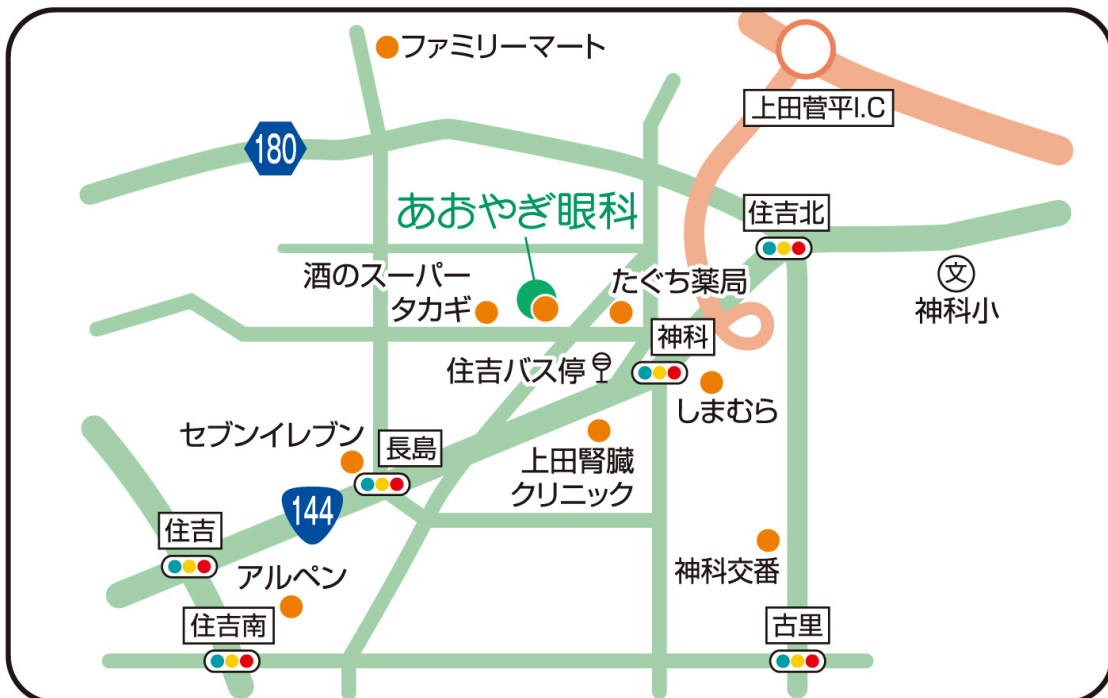 ファミリーマート
上田菅平I.C
180
あおやぎ眼科
住吉北
酒のスーパー
タカギ
たぐち薬局
文
神科小
神科
住吉バス停
しまむら
セブンイレブン
長島
上田腎臓
クリニック
144
住吉
アルペン
神科交番
住吉南
古里